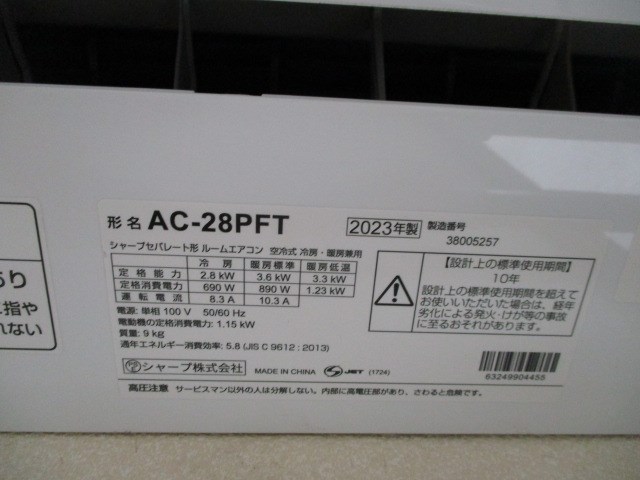 形名 AC-28PFT 2023年製 製造番号 38005257
シャープセパレート形 ルームエアコン 空冷式 冷房・暖房兼用
冷房 暖房標準 暖房低温
定格能力 2.8 kW 3.6 kW 3.3 kW
定格消費電力 690 W 890 W 1.23 kW
運転電流 8.3 A 10.3 A
電源: 単相 100 V 50/60 Hz
電動機の定格消費電力: 1.15 kW
質量: 9 kg
通年エネルギー消費効率: 5.8 (JIS C 9612 : 2013)
シャープ株式会社 MADE IN CHINA JET (1724)
【設計上の標準使用期間】
10年
設計上の標準使用期間を超えて
お使いいただいた場合は、経年
劣化による発火・けが等の事故
に至るおそれがあります。
63249904455
高圧注意 サービスマン以外の人は分解しない。内部に高電圧部があり、さわると危険です。
り
指や
れない